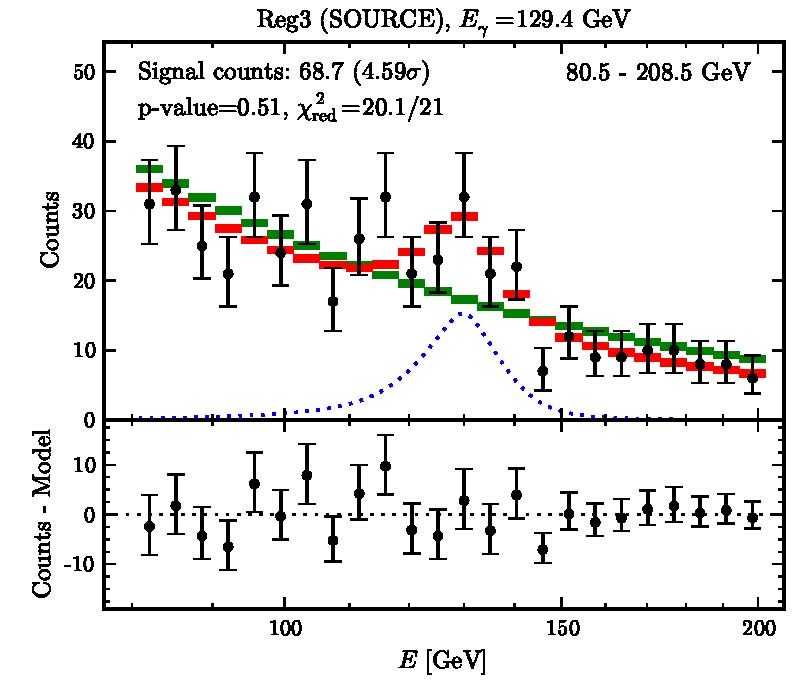 Reg3 (SOURCE), Eγ =129.4 GeV
Signal counts: 68.7 (4.59σ)
80.5 - 208.5 GeV
p-value=0.51, χ²red =20.1/21
50
40
30
20
10
0
Counts
10
0
-10
Counts - Model
100
150
200
E [GeV]